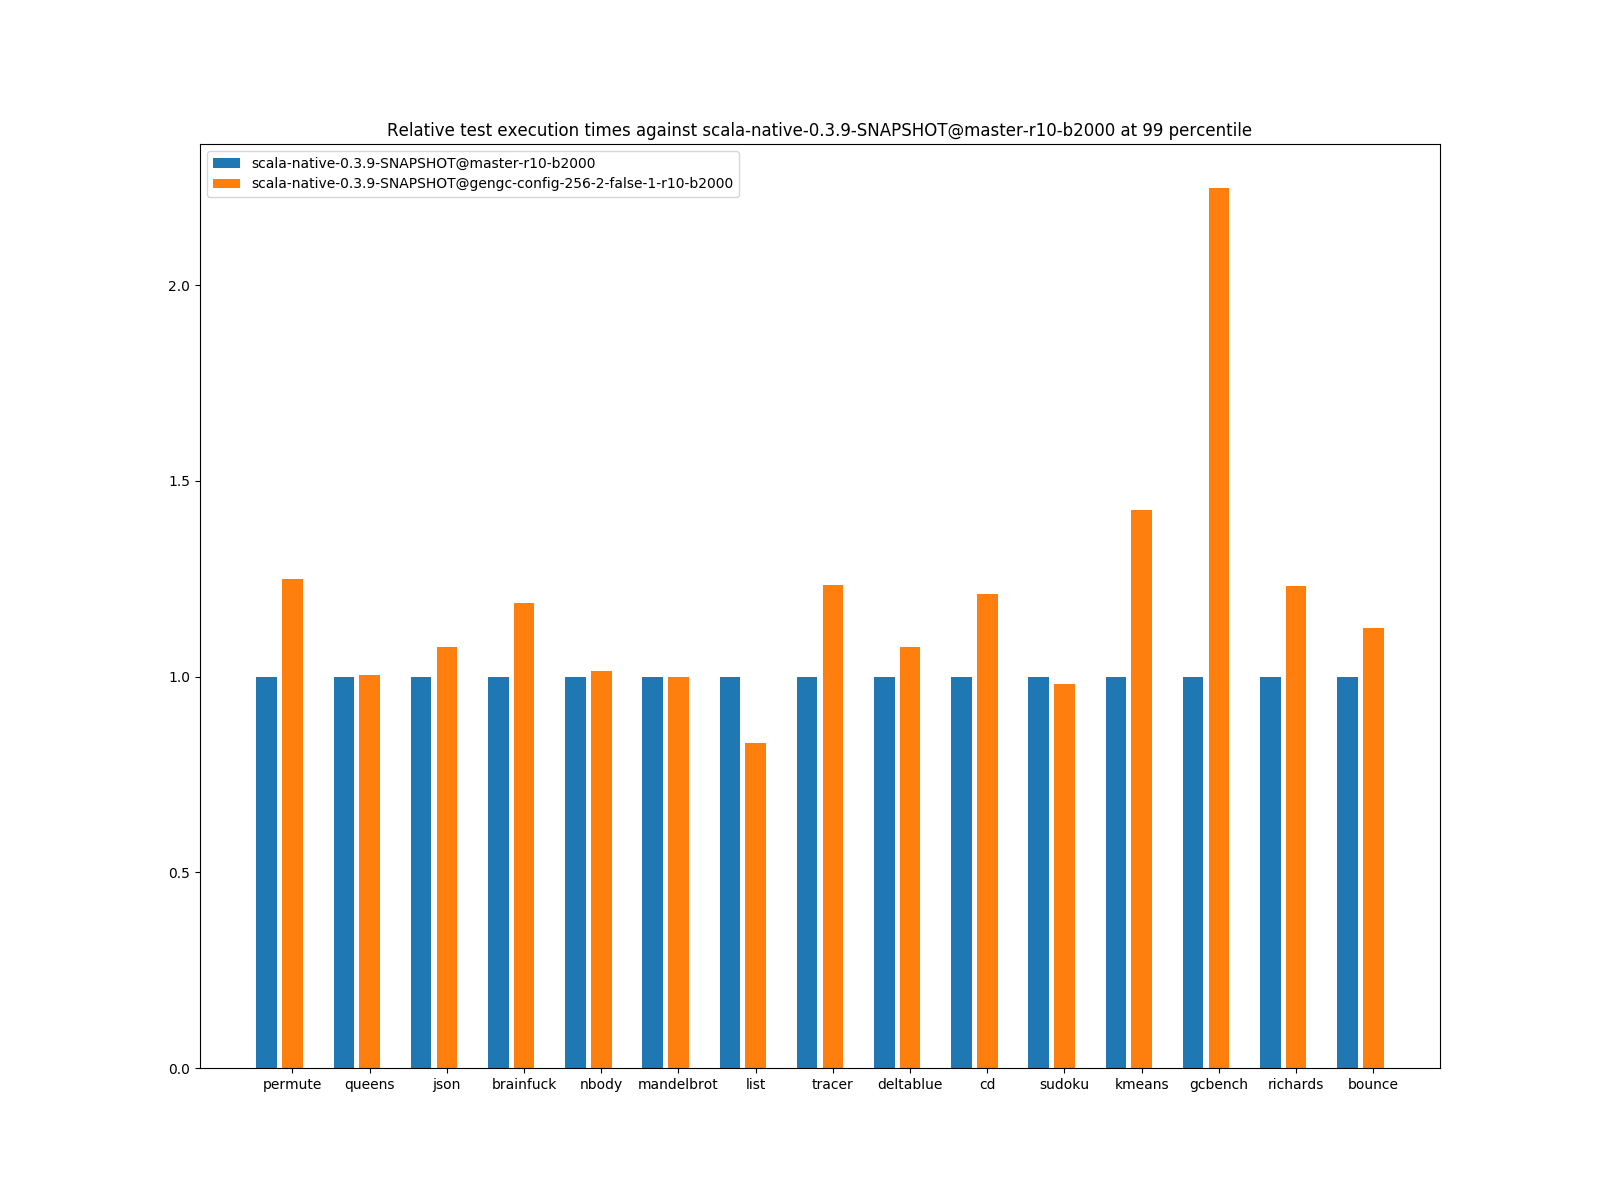 Relative test execution times against scala-native-0.3.9-SNAPSHOT@master-r10-b2000 at 99 percentile
scala-native-0.3.9-SNAPSHOT@master-r10-b2000
scala-native-0.3.9-SNAPSHOT@gengc-config-256-2-false-1-r10-b2000
2.0
1.5
1.0
0.5
0.0
permute queens json brainfuck nbody mandelbrot list tracer deltablue cd sudoku kmeans gcbench richards bounce